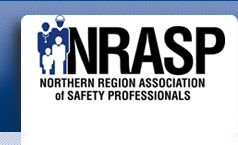 NRASP
NORTHERN REGION ASSOCIATION
of SAFETY PROFESSIONALS